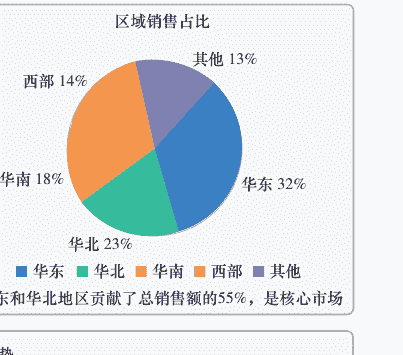 区域销售占比
其他 13%
西部 14%
华南 18%
华东 32%
华北 23%
华东 华北 华南 西部 其他
东和华北地区贡献了总销售额的55%，是核心市场
势